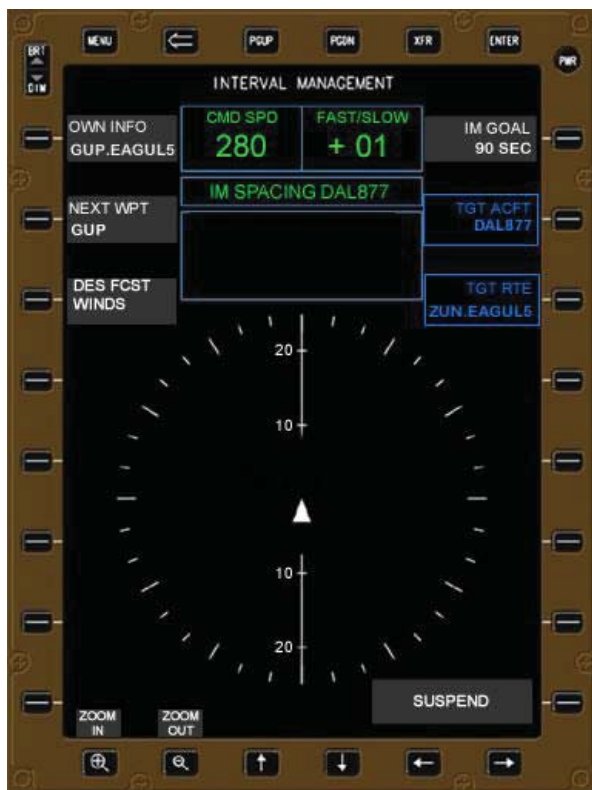 MENU
PGUP
PGDN
XFR
ENTER
BRT
DIM
PWR
INTERVAL MANAGEMENT
OWN INFO
GUP.EAGUL5
CMD SPD
280
FAST/SLOW
+ 01
IM GOAL
90 SEC
IM SPACING DAL877
NEXT WPT
GUP
TGT ACFT
DAL877
DES FCST
WINDS
TGT RTE
ZUN.EAGUL5
20
10
10
20
SUSPEND
ZOOM
IN
ZOOM
OUT